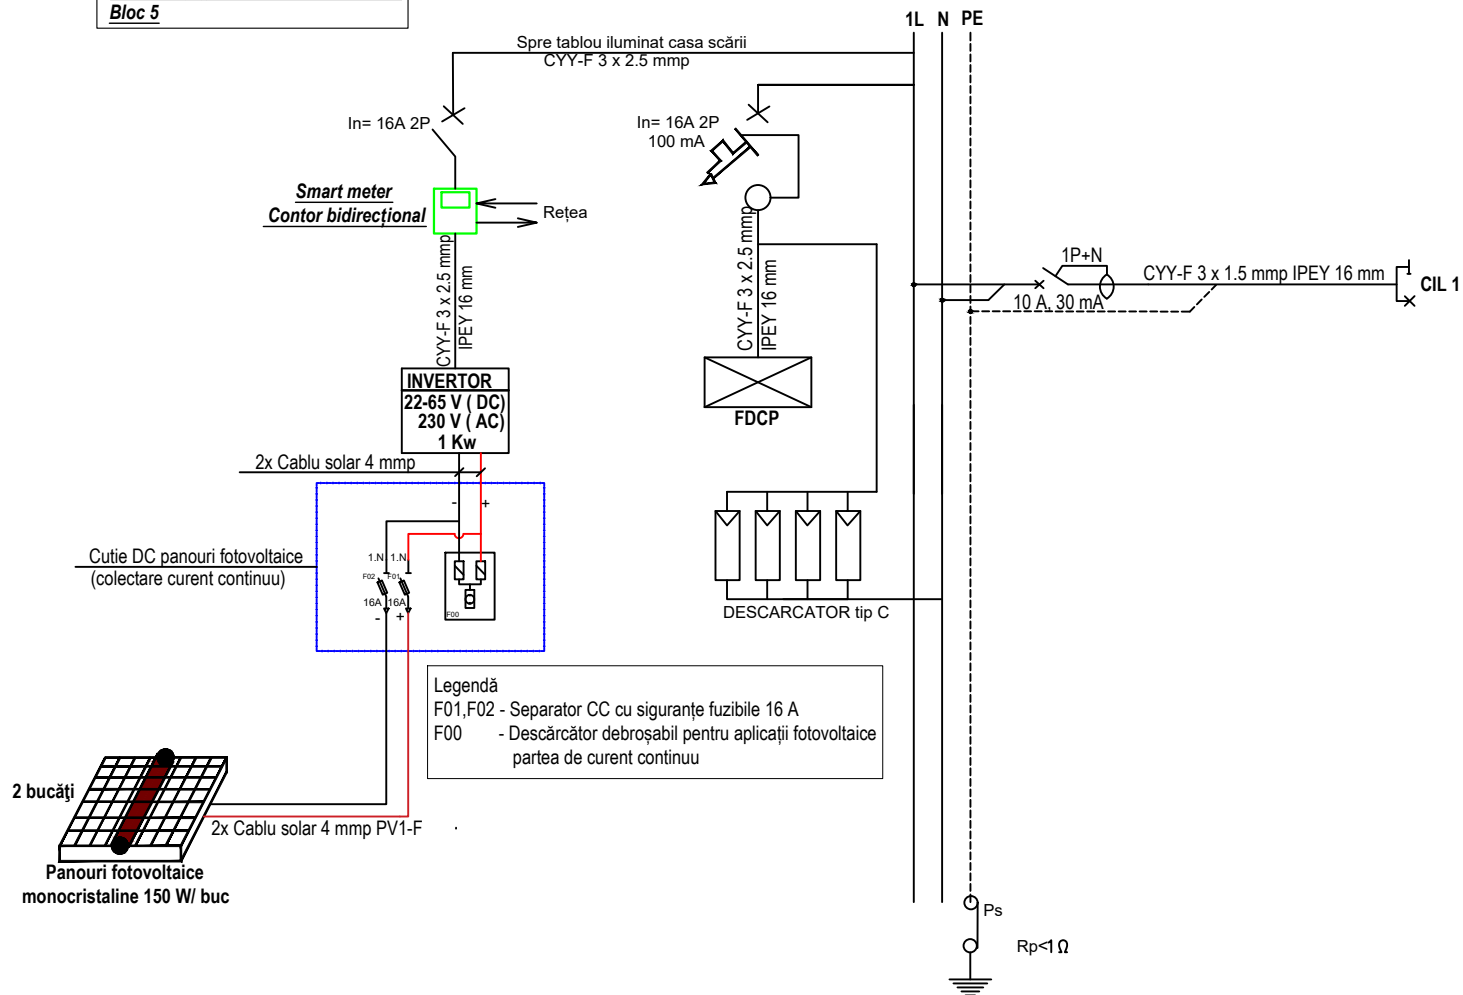 Bloc 5
1L N PE
Spre tablou iluminat casa scării
CYY-F 3 x 2.5 mmp
In= 16A 2P
In= 16A 2P
100 mA
Smart meter
Contor bidirecțional
Rețea
CYY-F 3 x 2.5 mmp
IPEY 16 mm
CYY-F 3 x 2.5 mmp
IPEY 16 mm
1P+N
10 A, 30 mA
CYY-F 3 x 1.5 mmp IPEY 16 mm
CIL 1
INVERTOR
22-65 V ( DC)
230 V ( AC)
1 Kw
FDCP
2x Cablu solar 4 mmp
- +
Cutie DC panouri fotovoltaice
(colectare curent continuu)
1.N 1.N
F02 F01
16A 16A
- +
F00
DESCARCATOR tip C
Legendă
F01,F02 - Separator CC cu siguranțe fuzibile 16 A
F00 - Descărcător debroșabil pentru aplicații fotovoltaice
partea de curent continuu
2 bucăţi
2x Cablu solar 4 mmp PV1-F
Panouri fotovoltaice
monocristaline 150 W/ buc
Ps
Rp<1Ω